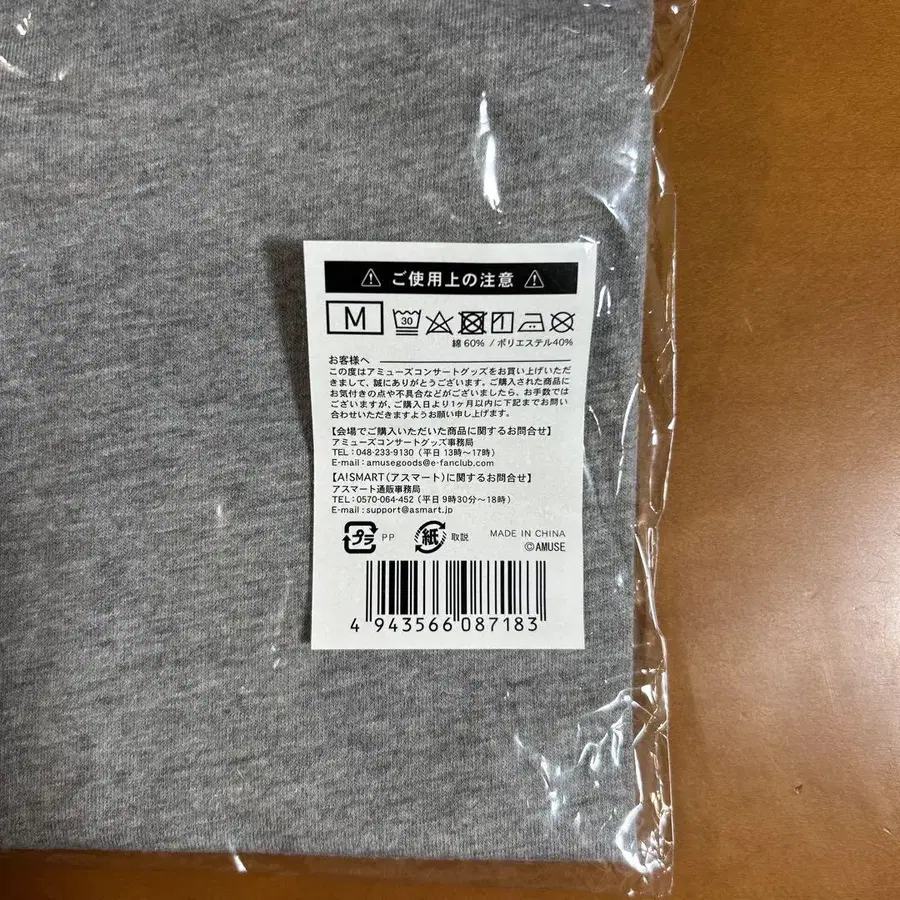 ご使用上の注意
M 30
綿 60% / ポリエステル40%
お客様へ
この度はアミューズコンサートグッズをお買い上げいただ
きまして、誠にありがとうございます。ご購入された商品に
お気付きの点や不具合などがございましたら、お手数では
ございますが、ご購入日より1ヶ月以内に下記までお問い
合わせいただきますようお願い申し上げます。
【会場でご購入いただいた商品に関するお問合せ】
アミューズコンサートグッズ事務局
TEL : 048-233-9130 (平日 13時〜17時)
E-mail : amusegoods@e-fanclub.com
【A!SMART(アスマート)に関するお問合せ】
アスマート通販事務局
TEL : 0570-064-452 (平日 9時30分〜18時)
E-mail : support@asmart.jp
プラ PP 紙 取説 MADE IN CHINA
©AMUSE
4 943566 087183